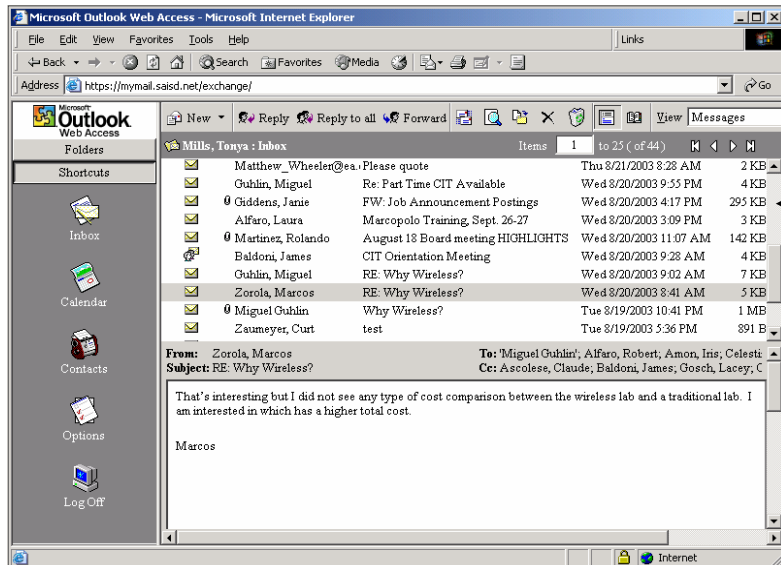 Microsoft Outlook Web Access - Microsoft Internet Explorer
File Edit View Favorites Tools Help Links
Back Search Favorites Media
Address https://mymail.saisd.net/exchange/ Go
Microsoft Outlook Web Access
New Reply Reply to all Forward View Messages
Folders
Shortcuts
Inbox
Calendar
Contacts
Options
Log Off
Mills, Tonya : Inbox Items 1 to 25 ( of 44 )
Matthew_Wheeler@ea. Please quote Thu 8/21/2003 8:28 AM 2 KB
Guhlin, Miguel Re: Part Time CIT Available Wed 8/20/2003 9:55 PM 4 KB
Giddens, Janie FW: Job Announcement Postings Wed 8/20/2003 4:17 PM 295 KB
Alfaro, Laura Marcopolo Training, Sept. 26-27 Wed 8/20/2003 3:09 PM 3 KB
Martinez, Rolando August 18 Board meeting HIGHLIGHTS Wed 8/20/2003 11:07 AM 142 KB
Baldoni, James CIT Orientation Meeting Wed 8/20/2003 9:28 AM 4 KB
Guhlin, Miguel RE: Why Wireless? Wed 8/20/2003 9:02 AM 7 KB
Zorola, Marcos RE: Why Wireless? Wed 8/20/2003 8:41 AM 5 KB
Miguel Guhlin Why Wireless? Tue 8/19/2003 10:41 PM 1 MB
Zaumeyer, Curt test Tue 8/19/2003 5:36 PM 891 B
From: Zorola, Marcos To: 'Miguel Guhlin'; Alfaro, Robert; Amon, Iris; Celesti
Subject: RE: Why Wireless? Cc: Ascolese, Claude; Baldoni, James; Gosch, Lacey; C
That's interesting but I did not see any type of cost comparison between the wireless lab and a traditional lab. I
am interested in which has a higher total cost.
Marcos
Internet